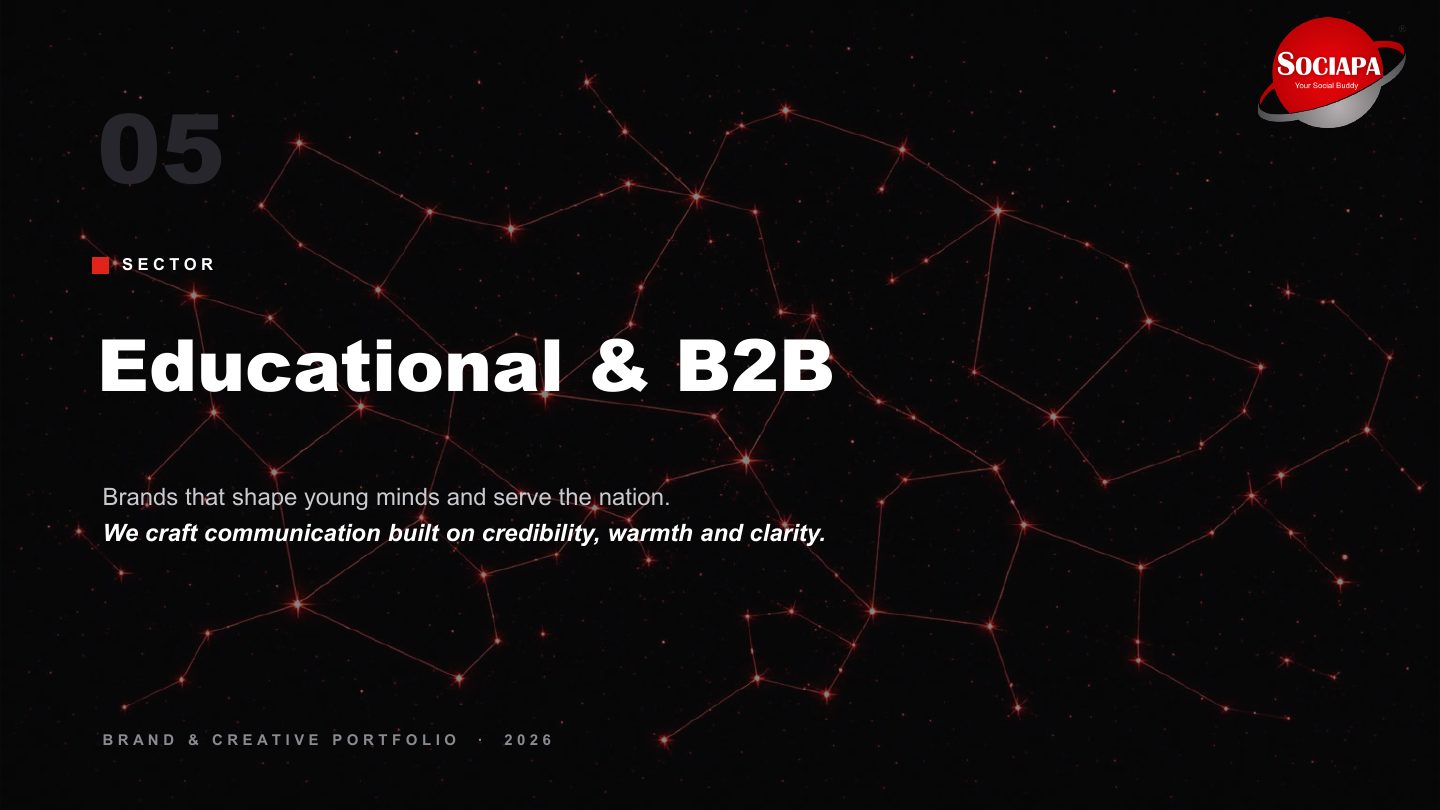 SOCIAPA
®
Your Social Buddy
05
SECTOR
Educational & B2B
Brands that shape young minds and serve the nation.
We craft communication built on credibility, warmth and clarity.
BRAND & CREATIVE PORTFOLIO · 2026